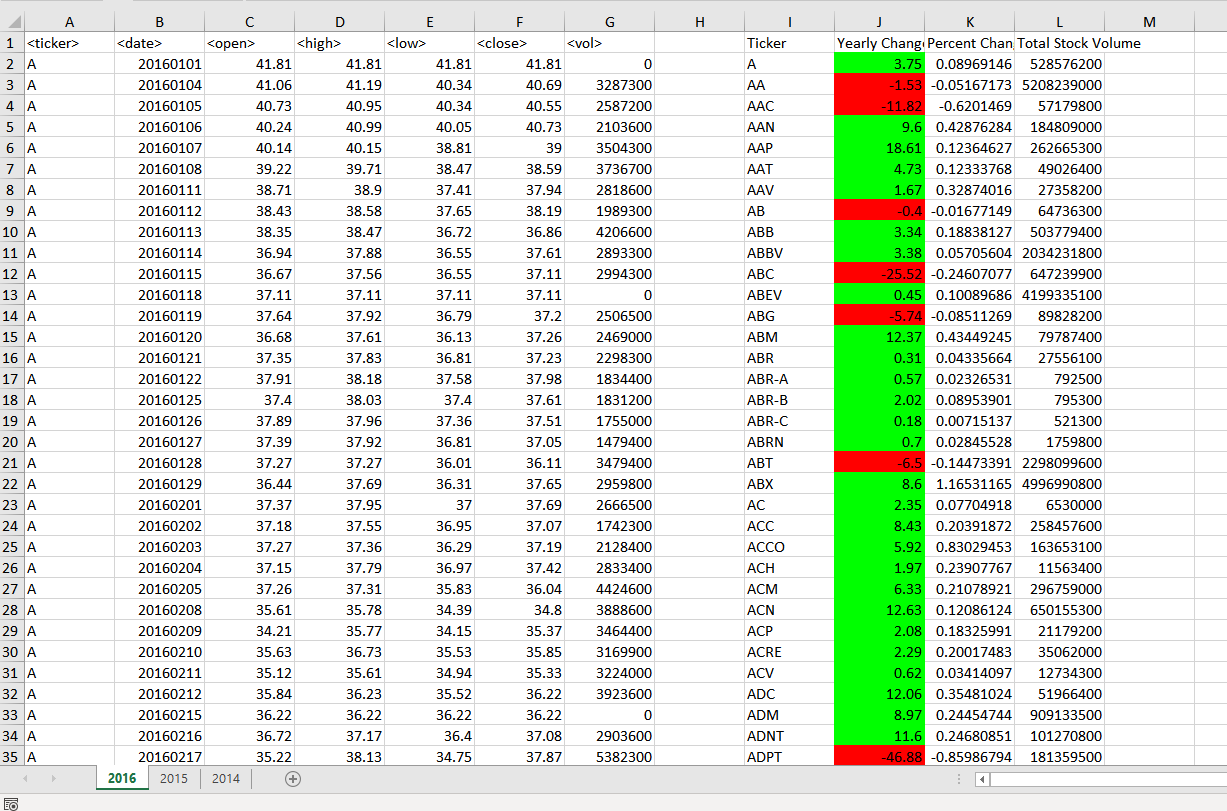 A B C D E F G H I J K L M
1 <ticker> <date> <open> <high> <low> <close> <vol> Ticker Yearly Chang Percent Chan Total Stock Volume
2 A 20160101 41.81 41.81 41.81 41.81 0 A 3.75 0.08969146 528576200
3 A 20160104 41.06 41.19 40.34 40.69 3287300 AA -1.53 -0.05167173 5208239000
4 A 20160105 40.73 40.95 40.34 40.55 2587200 AAC -11.82 -0.6201469 57179800
5 A 20160106 40.24 40.99 40.05 40.73 2103600 AAN 9.6 0.42876284 184809000
6 A 20160107 40.14 40.15 38.81 39 3504300 AAP 18.61 0.12364627 262665300
7 A 20160108 39.22 39.71 38.47 38.59 3736700 AAT 4.73 0.12333768 49026400
8 A 20160111 38.71 38.9 37.41 37.94 2818600 AAV 1.67 0.32874016 27358200
9 A 20160112 38.43 38.58 37.65 38.19 1989300 AB -0.4 -0.01677149 64736300
10 A 20160113 38.35 38.47 36.72 36.86 4206600 ABB 3.34 0.18838127 503779400
11 A 20160114 36.94 37.88 36.55 37.61 2893300 ABBV 3.38 0.05705604 2034231800
12 A 20160115 36.67 37.56 36.55 37.11 2994300 ABC -25.52 -0.24607077 647239900
13 A 20160118 37.11 37.11 37.11 37.11 0 ABEV 0.45 0.10089686 4199335100
14 A 20160119 37.64 37.92 36.79 37.2 2506500 ABG -5.74 -0.08511269 89828200
15 A 20160120 36.68 37.61 36.13 37.26 2469000 ABM 12.37 0.43449245 79787400
16 A 20160121 37.35 37.83 36.81 37.23 2298300 ABR 0.31 0.04335664 27556100
17 A 20160122 37.91 38.18 37.58 37.98 1834400 ABR-A 0.57 0.02326531 792500
18 A 20160125 37.4 38.03 37.4 37.61 1831200 ABR-B 2.02 0.08953901 795300
19 A 20160126 37.89 37.96 37.36 37.51 1755000 ABR-C 0.18 0.00715137 521300
20 A 20160127 37.39 37.92 36.81 37.05 1479400 ABRN 0.7 0.02845528 1759800
21 A 20160128 37.27 37.27 36.01 36.11 3479400 ABT -6.5 -0.14473391 2298099600
22 A 20160129 36.44 37.69 36.31 37.65 2959800 ABX 8.6 1.16531165 4996990800
23 A 20160201 37.37 37.95 37 37.69 2666500 AC 2.35 0.07704918 6530000
24 A 20160202 37.18 37.55 36.95 37.07 1742300 ACC 8.43 0.20391872 258457600
25 A 20160203 37.27 37.36 36.29 37.19 2128400 ACCO 5.92 0.83029453 163653100
26 A 20160204 37.15 37.79 36.97 37.42 2833400 ACH 1.97 0.23907767 11563400
27 A 20160205 37.26 37.31 35.83 36.04 4424600 ACM 6.33 0.21078921 296759000
28 A 20160208 35.61 35.78 34.39 34.8 3888600 ACN 12.63 0.12086124 650155300
29 A 20160209 34.21 35.77 34.15 35.37 3464400 ACP 2.08 0.18325991 21179200
30 A 20160210 35.63 36.73 35.53 35.85 3169900 ACRE 2.29 0.20017483 35062000
31 A 20160211 35.12 35.61 34.94 35.33 3224000 ACV 0.62 0.03414097 12734300
32 A 20160212 35.84 36.23 35.52 36.22 3923600 ADC 12.06 0.35481024 51966400
33 A 20160215 36.22 36.22 36.22 36.22 0 ADM 8.97 0.24454744 909133500
34 A 20160216 36.72 37.17 36.4 37.08 2903600 ADNT 11.6 0.24680851 101270800
35 A 20160217 35.22 38.13 34.75 37.87 5382300 ADPT -46.88 -0.85986794 181359500
2016 2015 2014